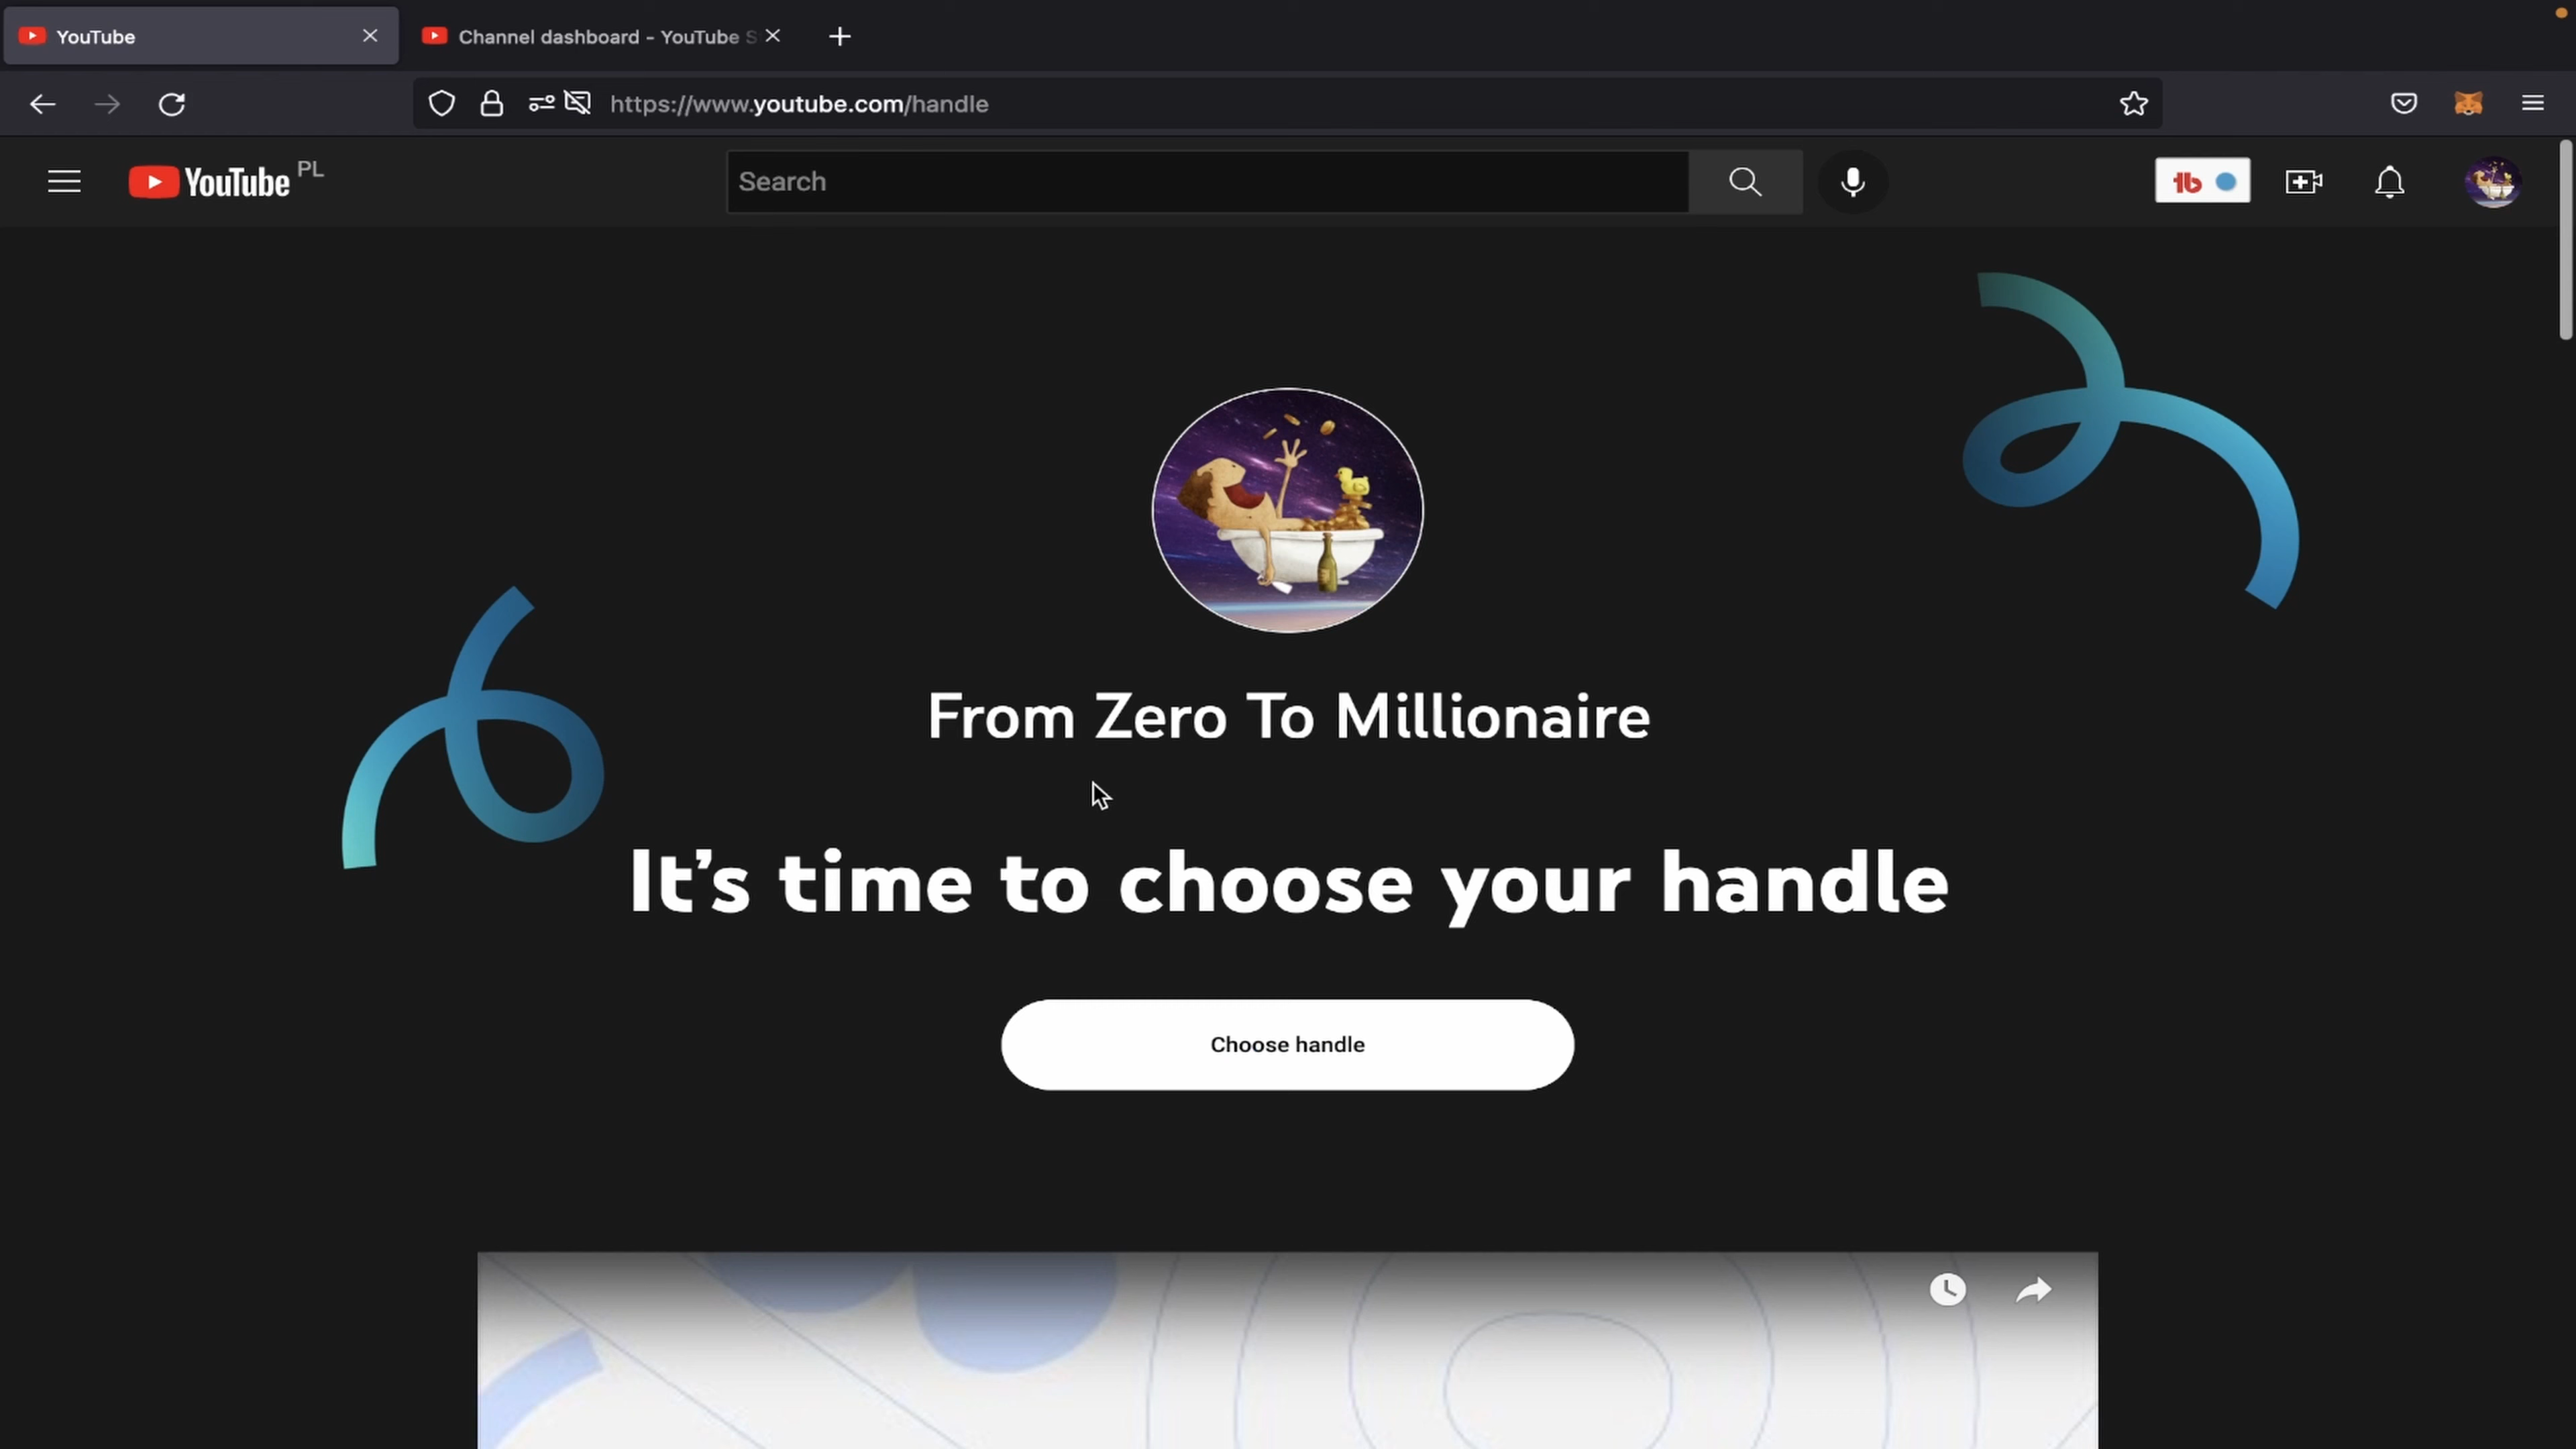 YouTube
Channel dashboard - YouTube S
https://www.youtube.com/handle
YouTube PL
Search
tb
From Zero To Millionaire
It's time to choose your handle
Choose handle